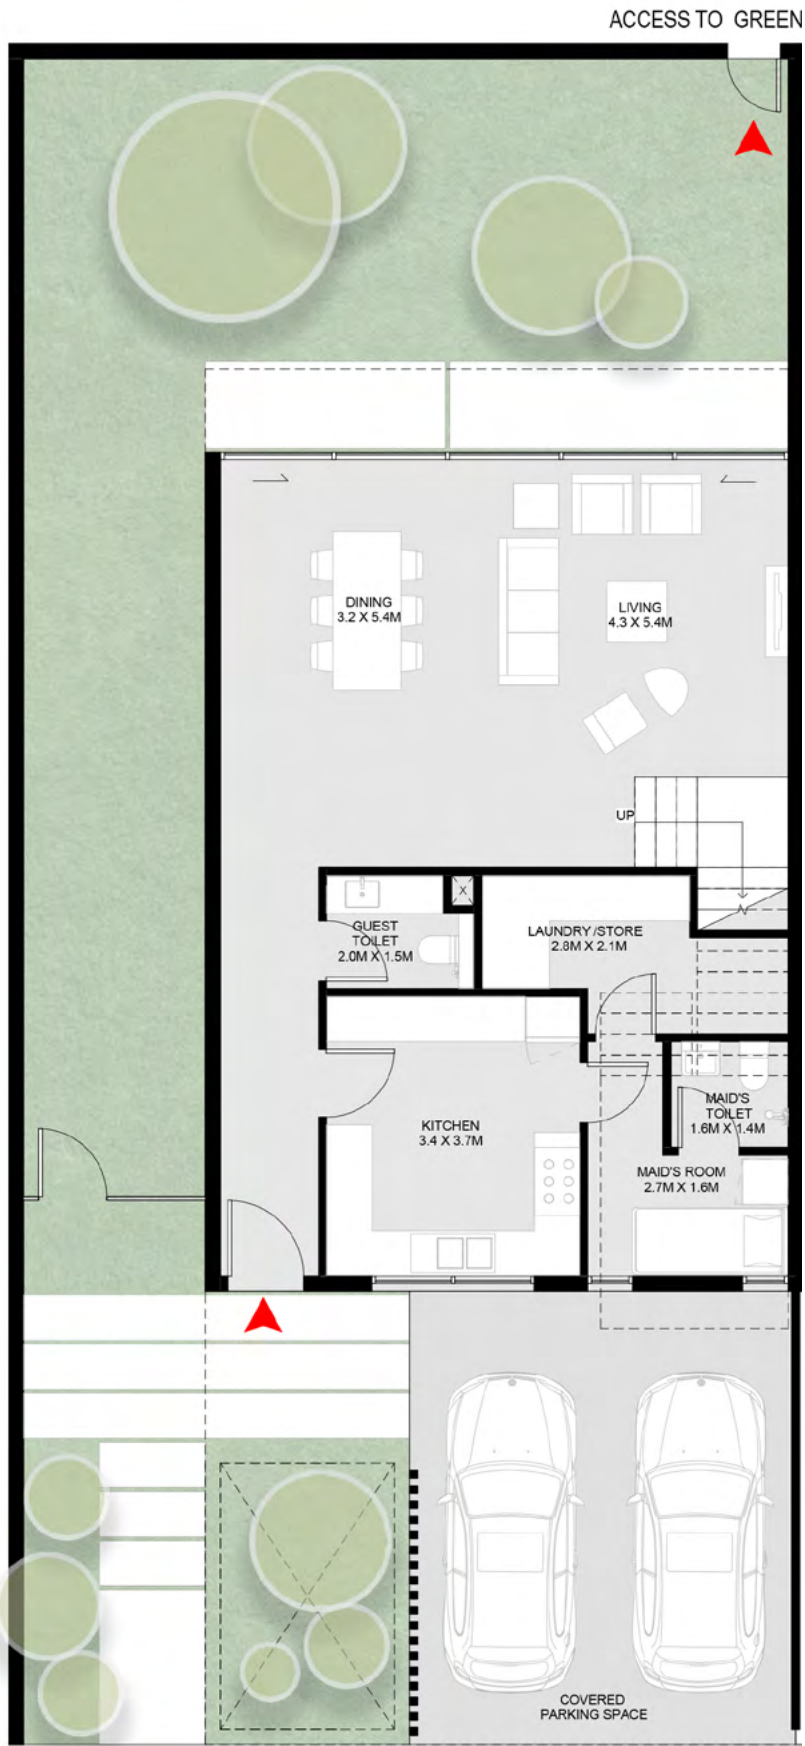 ACCESS TO GREEN
DINING
3.2 X 5.4M
LIVING
4.3 X 5.4M
UP
X
GUEST
TOILET
2.0M X 1.5M
LAUNDRY /STORE
2.8M X 2.1M
KITCHEN
3.4 X 3.7M
MAID'S
TOILET
1.6M X 1.4M
MAID'S ROOM
2.7M X 1.6M
COVERED
PARKING SPACE